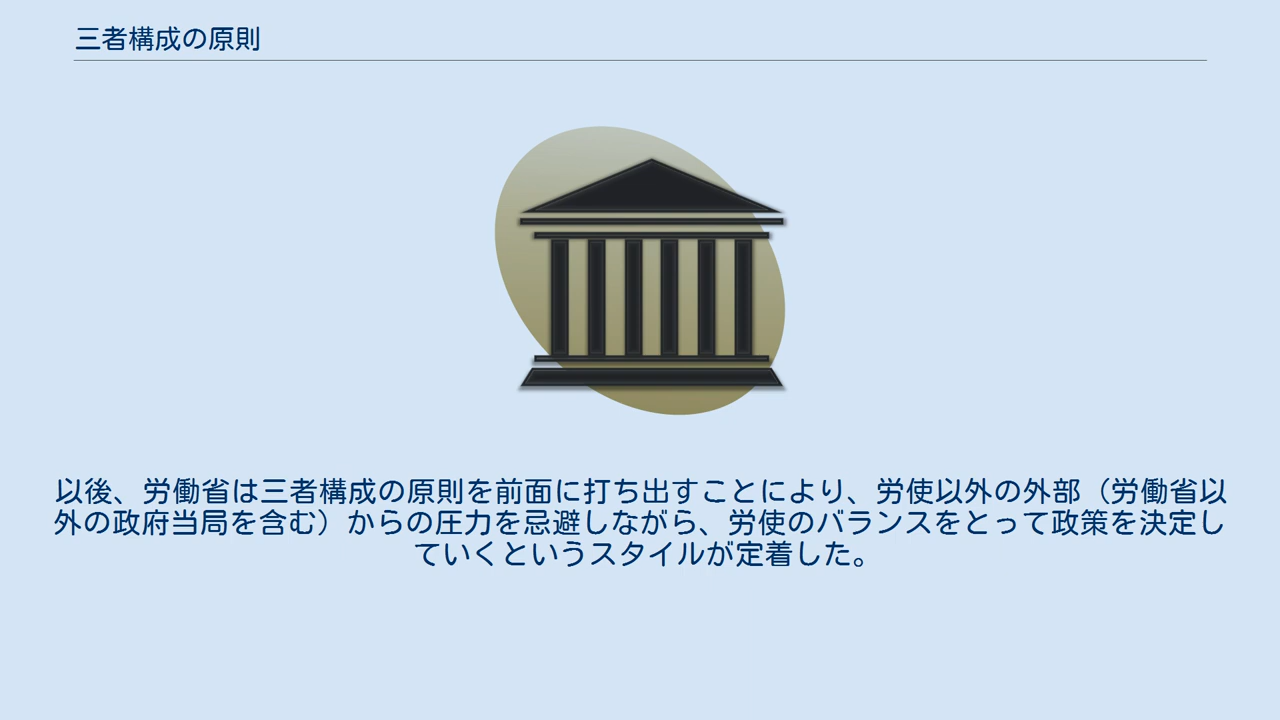 三者構成の原則
以後、労働省は三者構成の原則を前面に打ち出すことにより、労使以外の外部（労働省以
外の政府当局を含む）からの圧力を忌避しながら、労使のバランスをとって政策を決定し
ていくというスタイルが定着した。